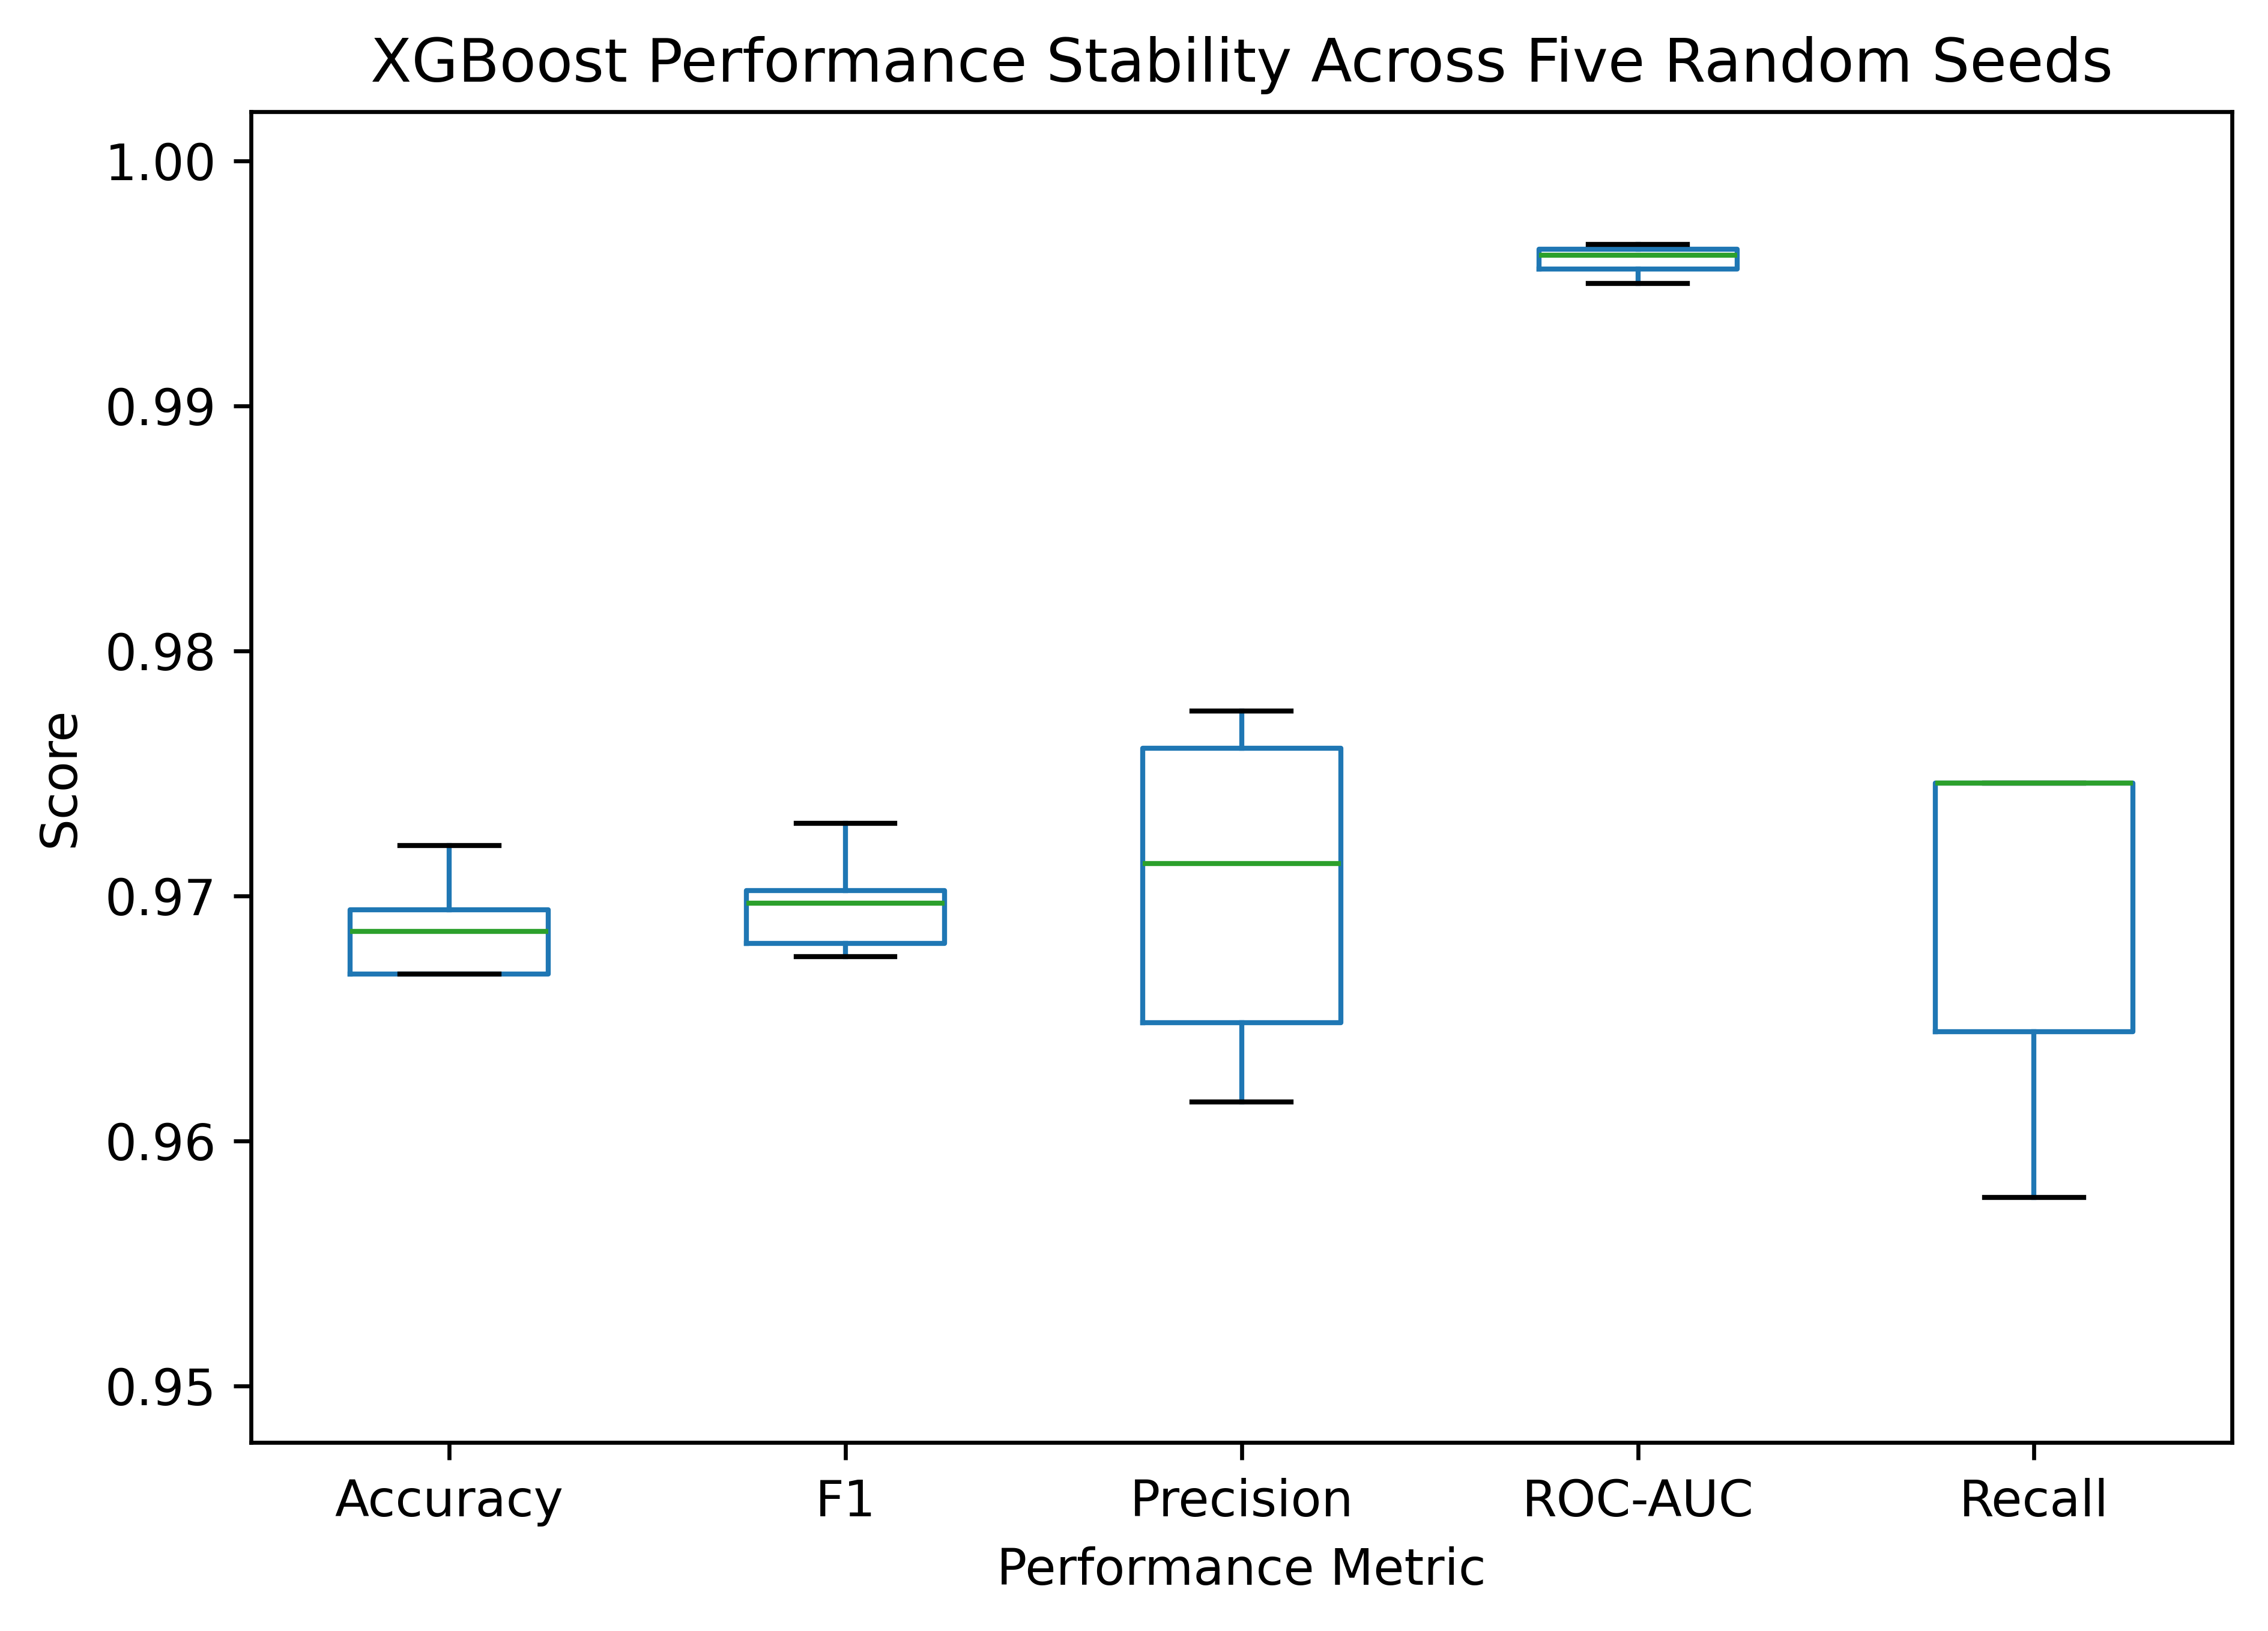 XGBoost Performance Stability Across Five Random Seeds
1.00
0.99
0.98
0.97
0.96
0.95
Score
Accuracy F1 Precision ROC-AUC Recall
Performance Metric